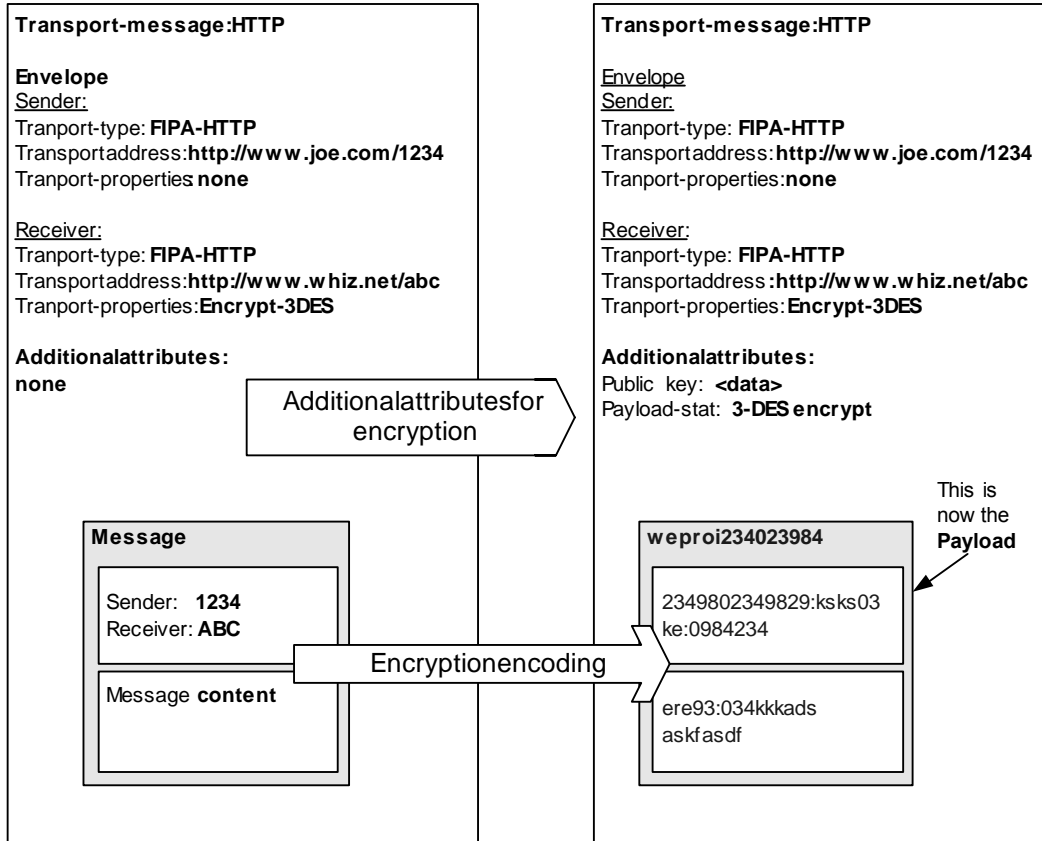 Transport-message:HTTP
Envelope
Sender:
Tranport-type: FIPA-HTTP
Transportaddress:http://www.joe.com/1234
Tranport-properties:none
Receiver:
Tranport-type: FIPA-HTTP
Transportaddress:http://www.whiz.net/abc
Tranport-properties:Encrypt-3DES
Additionalattributes:
none
Additionalattributesfor
encryption
Message
Sender: 1234
Receiver: ABC
Message content
Encryptionencoding
Transport-message:HTTP
Envelope
Sender:
Tranport-type: FIPA-HTTP
Transportaddress:http://www.joe.com/1234
Tranport-properties:none
Receiver:
Tranport-type: FIPA-HTTP
Transportaddress:http://www.whiz.net/abc
Tranport-properties:Encrypt-3DES
Additionalattributes:
Public key: <data>
Payload-stat: 3-DES encrypt
This is
now the
Payload
weproi234023984
2349802349829:ksks03
ke:0984234
ere93:034kkkads
askfasdf